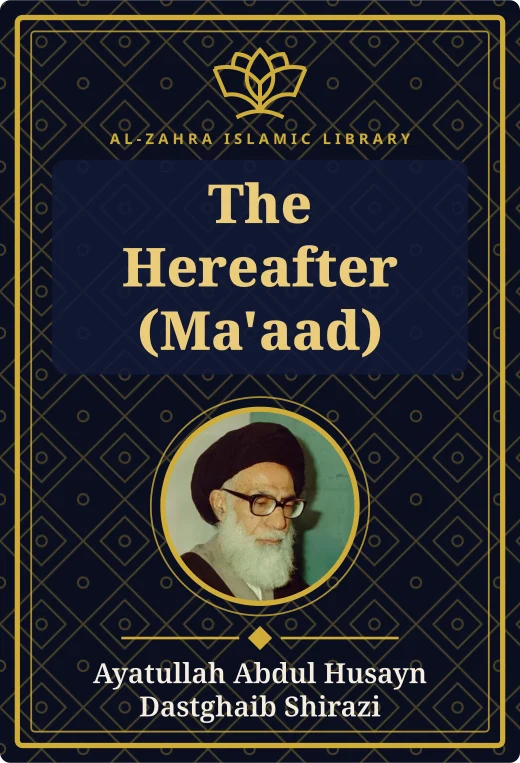 AL-ZAHRA ISLAMIC LIBRARY
The
Hereafter
(Ma'aad)
Ayatullah Abdul Husayn
Dastghaib Shirazi